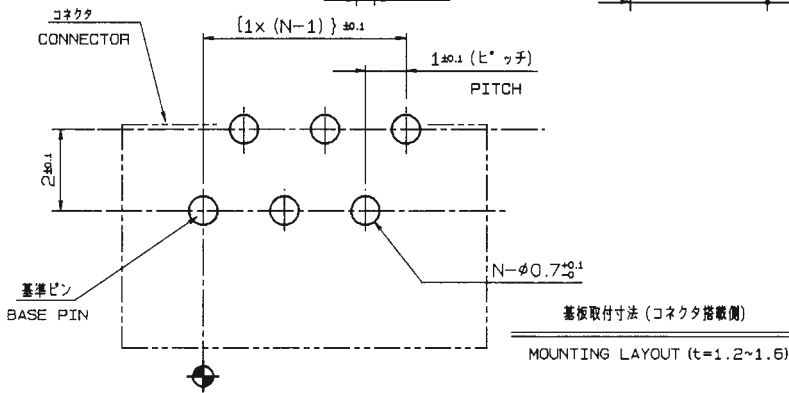 コネクタ
CONNECTOR
{1×(N-1)}±0.1
1±0.1(ピッチ)
PITCH
2±0.1
基準ピン
BASE PIN
N-φ0.7+0.1-0
基板取付寸法(コネクタ搭載側)
MOUNTING LAYOUT (t=1.2~1.6)